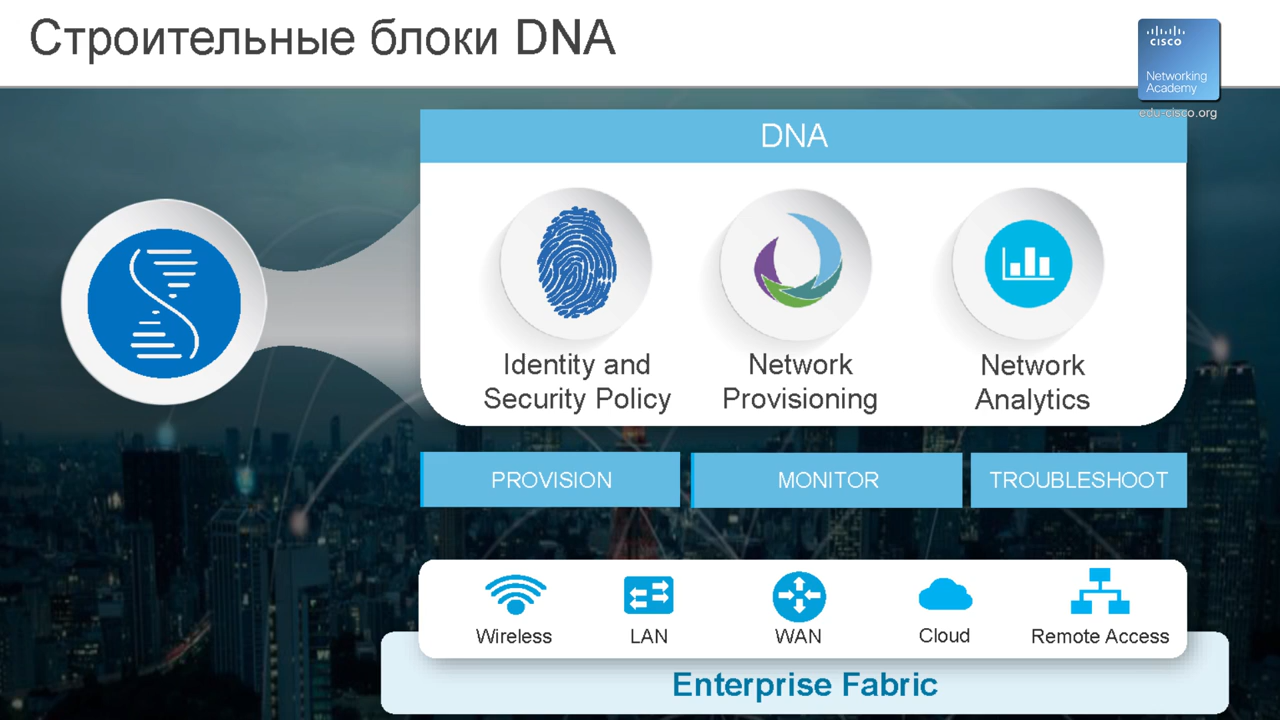 Строительные блоки DNA
CISCO
Networking
Academy
edu-cisco.org
DNA
Identity and
Security Policy
Network
Provisioning
Network
Analytics
PROVISION
MONITOR
TROUBLESHOOT
Wireless
LAN
WAN
Cloud
Remote Access
Enterprise Fabric